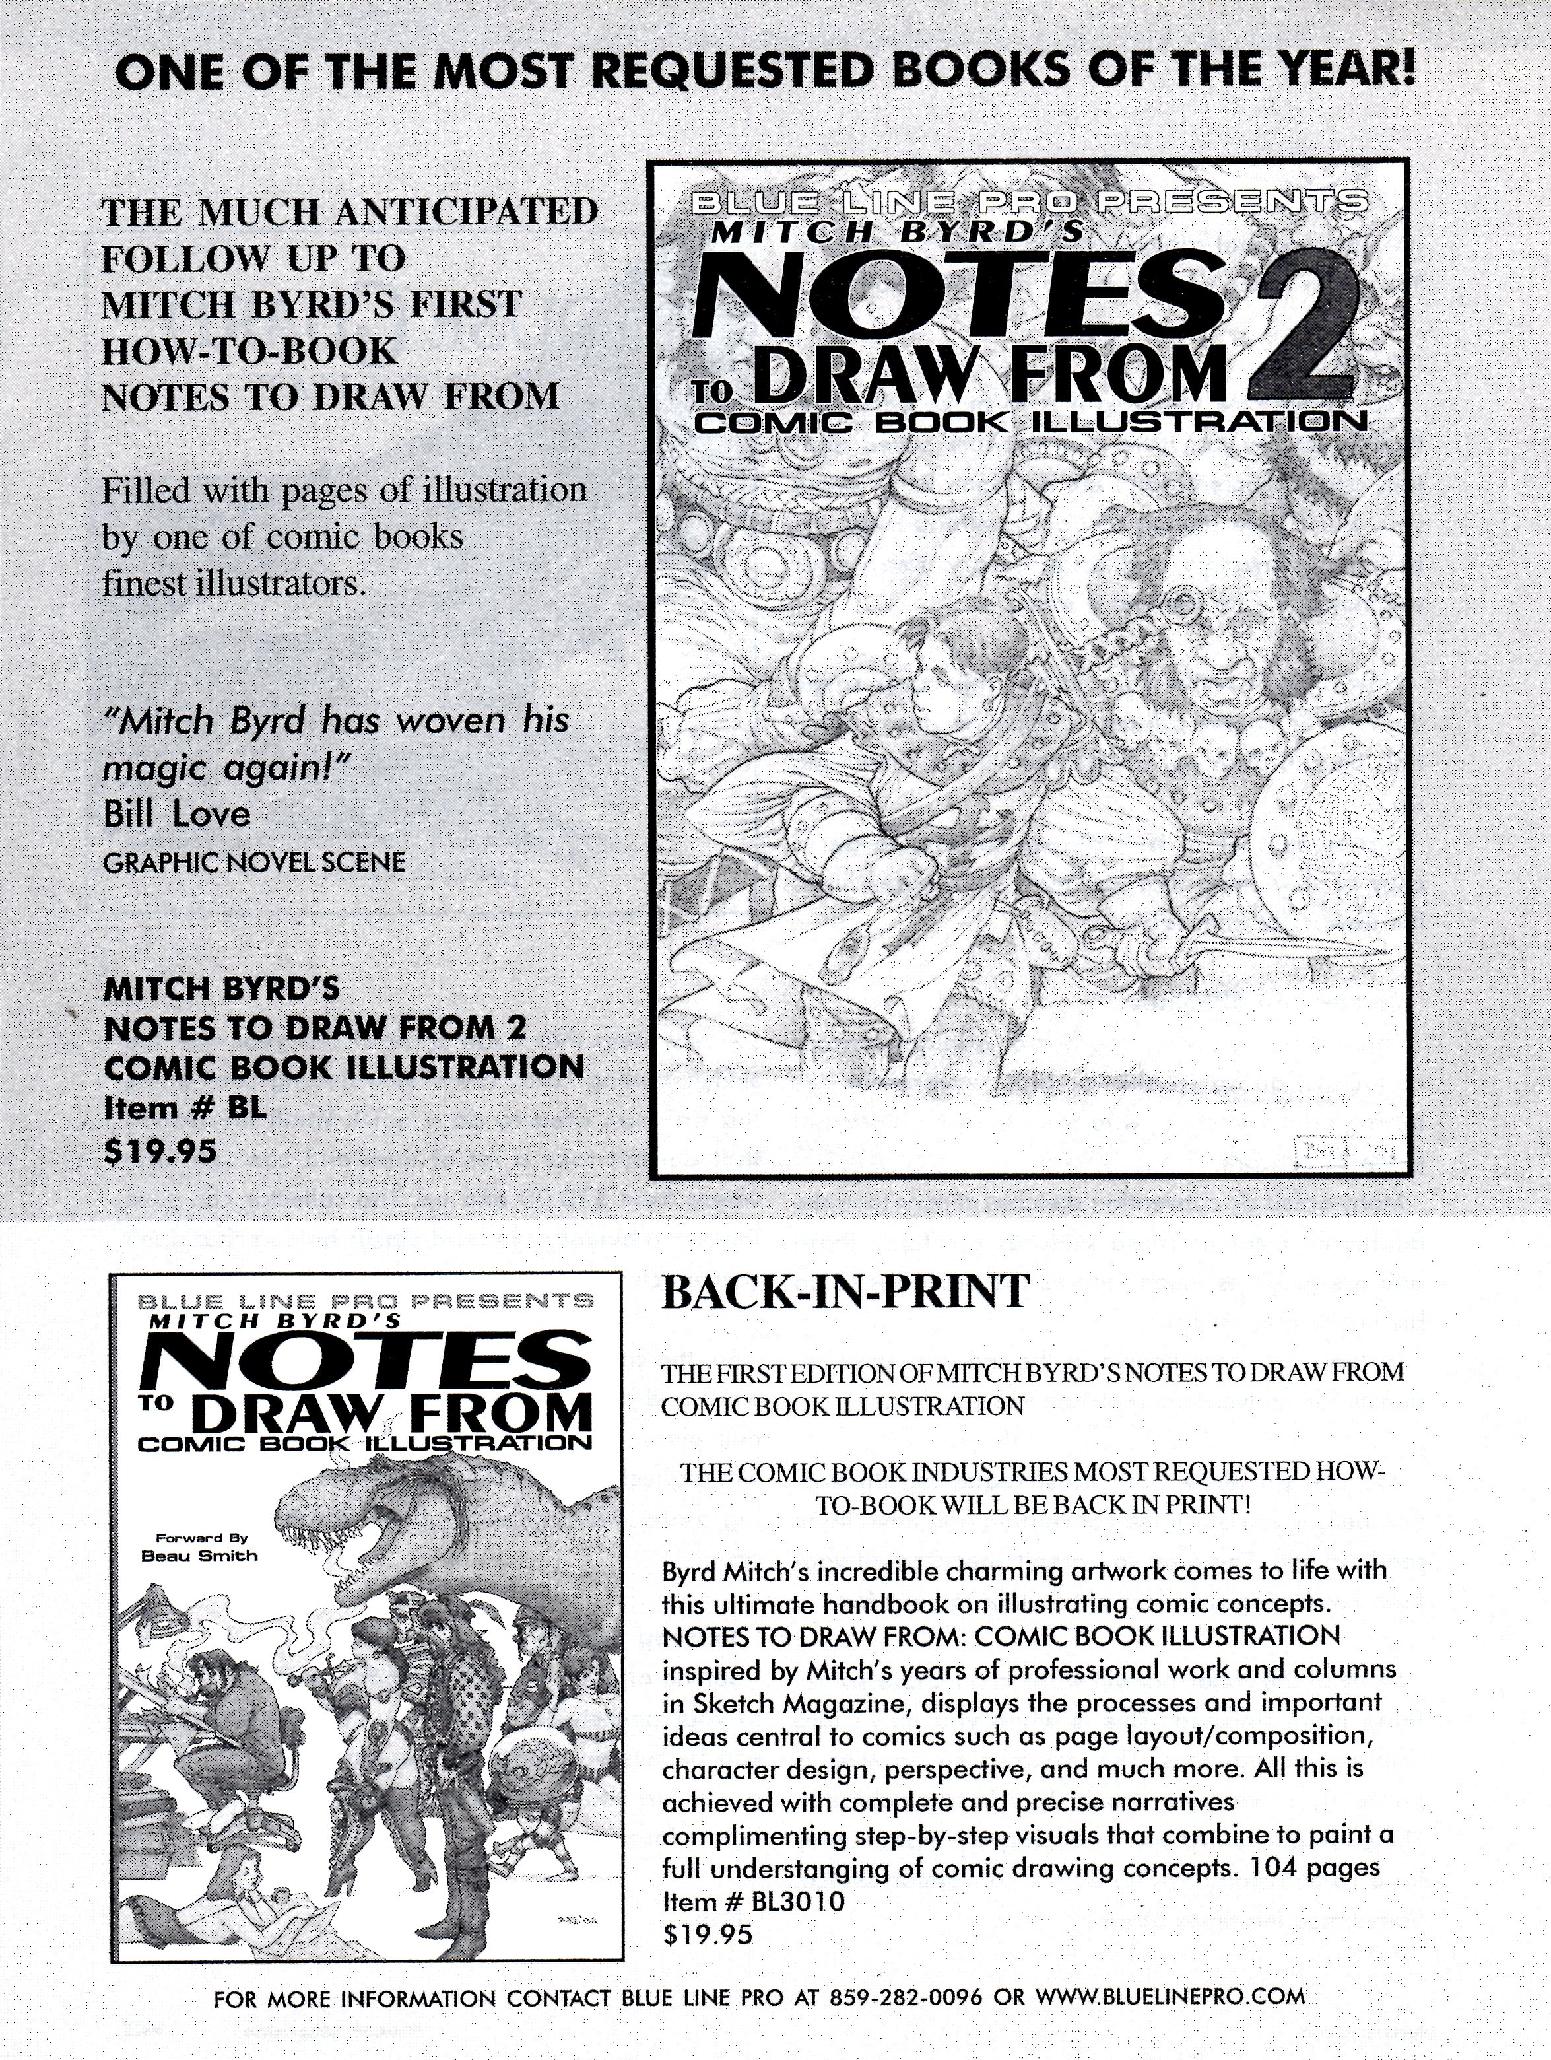 ONE OF THE MOST REQUESTED BOOKS OF THE YEAR!
THE MUCH ANTICIPATED
FOLLOW UP TO
MITCH BYRD'S FIRST
HOW-TO-BOOK
NOTES TO DRAW FROM
Filled with pages of illustration
by one of comic books
finest illustrators.
"Mitch Byrd has woven his
magic again!"
Bill Love
GRAPHIC NOVEL SCENE
MITCH BYRD'S
NOTES TO DRAW FROM 2
COMIC BOOK ILLUSTRATION
Item # BL
$19.95
BLUE LINE PRO PRESENTS
MITCH BYRD'S
NOTES 2
TO DRAW FROM
COMIC BOOK ILLUSTRATION
BLUE LINE PRO PRESENTS
MITCH BYRD'S
NOTES
TO DRAW FROM
COMIC BOOK ILLUSTRATION
Forward By
Beau Smith
BACK-IN-PRINT
THE FIRST EDITION OF MITCH BYRD'S NOTES TO DRAW FROM
COMIC BOOK ILLUSTRATION
THE COMIC BOOK INDUSTRIES MOST REQUESTED HOW-
TO-BOOK WILL BE BACK IN PRINT!
Byrd Mitch's incredible charming artwork comes to life with
this ultimate handbook on illustrating comic concepts.
NOTES TO DRAW FROM: COMIC BOOK ILLUSTRATION
inspired by Mitch's years of professional work and columns
in Sketch Magazine, displays the processes and important
ideas central to comics such as page layout/composition,
character design, perspective, and much more. All this is
achieved with complete and precise narratives
complimenting step-by-step visuals that combine to paint a
full understanging of comic drawing concepts. 104 pages
Item # BL3010
$19.95
FOR MORE INFORMATION CONTACT BLUE LINE PRO AT 859-282-0096 OR WWW.BLUELINEPRO.COM